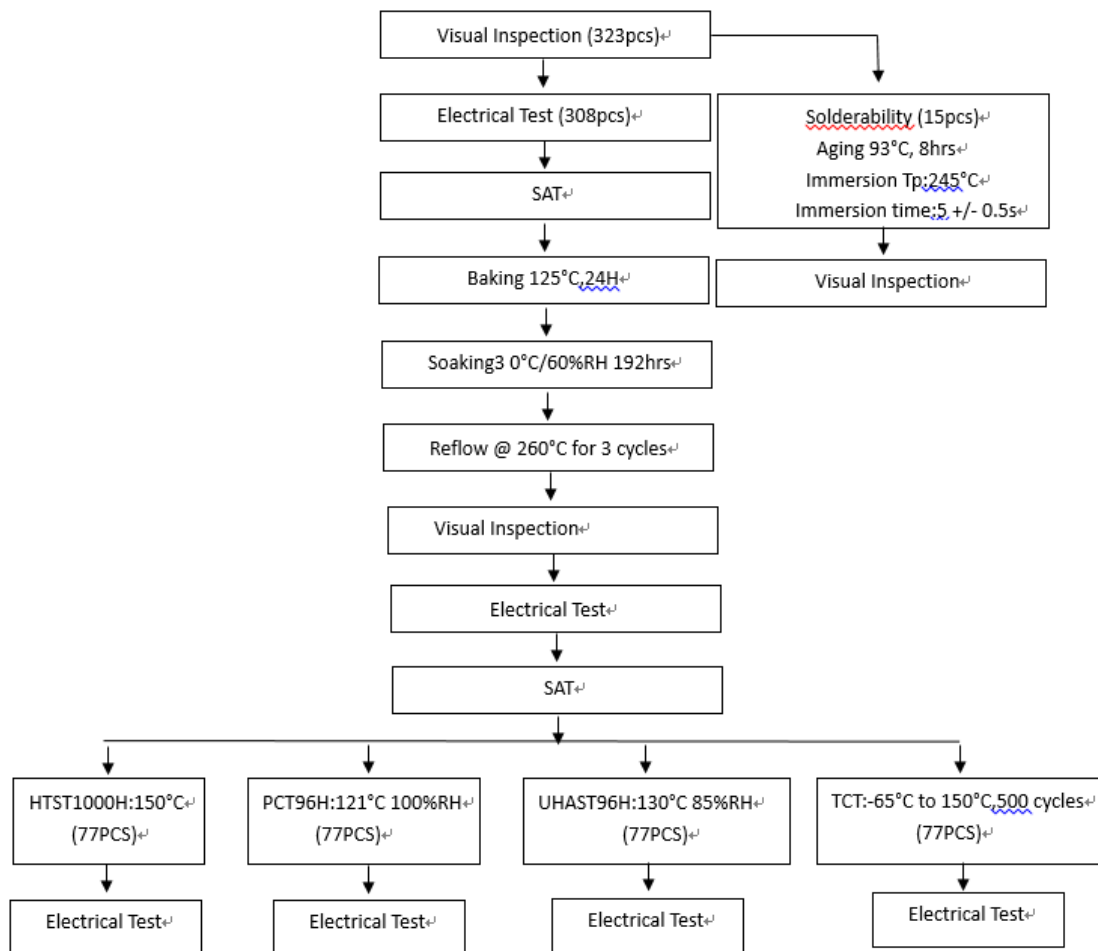 Visual Inspection (323pcs)↵
Electrical Test (308pcs)↵
Solderability (15pcs)↵
Aging 93°C, 8hrs↵
Immersion Tp:245°C↵
Immersion time:5 +/- 0.5s↵
SAT↵
Visual Inspection↵
Baking 125°C,24H↵
Soaking3 0°C/60%RH 192hrs↵
Reflow @ 260°C for 3 cycles↵
Visual Inspection↵
Electrical Test↵
SAT↵
HTST1000H:150°C↵
(77PCS)↵
PCT96H:121°C 100%RH↵
(77PCS)↵
UHAST96H:130°C 85%RH↵
(77PCS)↵
TCT:-65°C to 150°C,500 cycles↵
(77PCS)↵
Electrical Test↵
Electrical Test↵
Electrical Test↵
Electrical Test↵